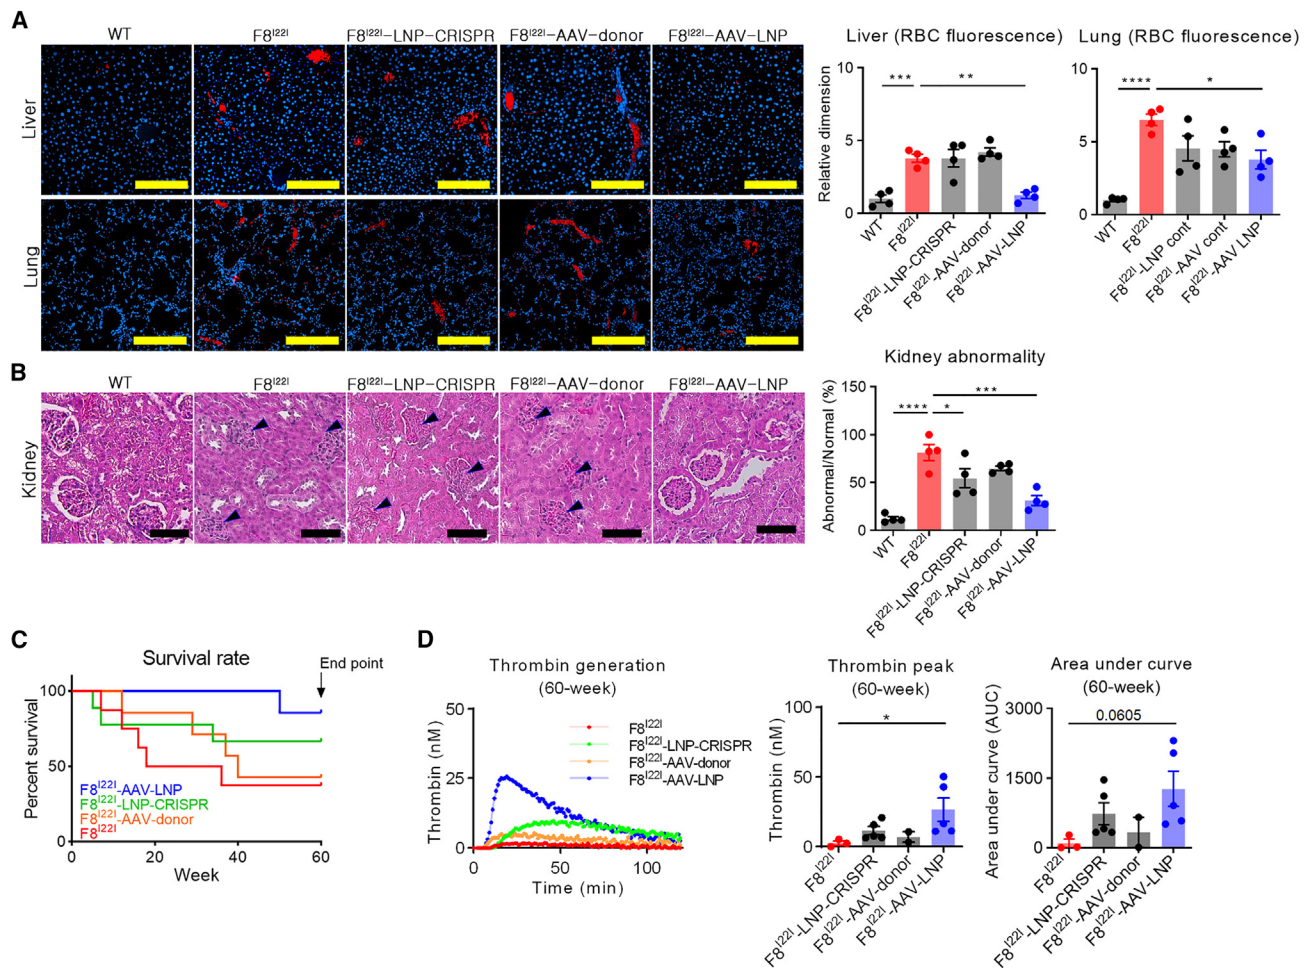 A
WT
F8I22I
F8I22I-LNP-CRISPR
F8I22I-AAV-donor
F8I22I-AAV-LNP
Liver
Lung
Liver (RBC fluorescence)
Relative dimension
10
5
0
***
**
WT
F8I22I
F8I22I-LNP-CRISPR
F8I22I-AAV-donor
F8I22I-AAV-LNP
Lung (RBC fluorescence)
10
5
0
****
*
WT
F8I22I
F8I22I-LNP cont
F8I22I-AAV cont
F8I22I-AAV LNP
B
WT
F8I22I
F8I22I-LNP-CRISPR
F8I22I-AAV-donor
F8I22I-AAV-LNP
Kidney
Kidney abnormality
Abnormal/Normal (%)
150
100
50
0
****
*
***
WT
F8I22I
F8I22I-LNP-CRISPR
F8I22I-AAV-donor
F8I22I-AAV-LNP
C
Survival rate
End point
Percent survival
100
50
0
F8I22I-AAV-LNP
F8I22I-LNP-CRISPR
F8I22I-AAV-donor
F8I22I
0
20
40
60
Week
D
Thrombin generation
(60-week)
Thrombin (nM)
50
25
0
F8I22I
F8I22I-LNP-CRISPR
F8I22I-AAV-donor
F8I22I-AAV-LNP
0
50
100
Time (min)
Thrombin peak
(60-week)
Thrombin (nM)
100
50
0
*
F8I22I
F8I22I-LNP-CRISPR
F8I22I-AAV-donor
F8I22I-AAV-LNP
Area under curve
(60-week)
Area under curve (AUC)
3000
1500
0
0.0605
F8I22I
F8I22I-LNP-CRISPR
F8I22I-AAV-donor
F8I22I-AAV-LNP